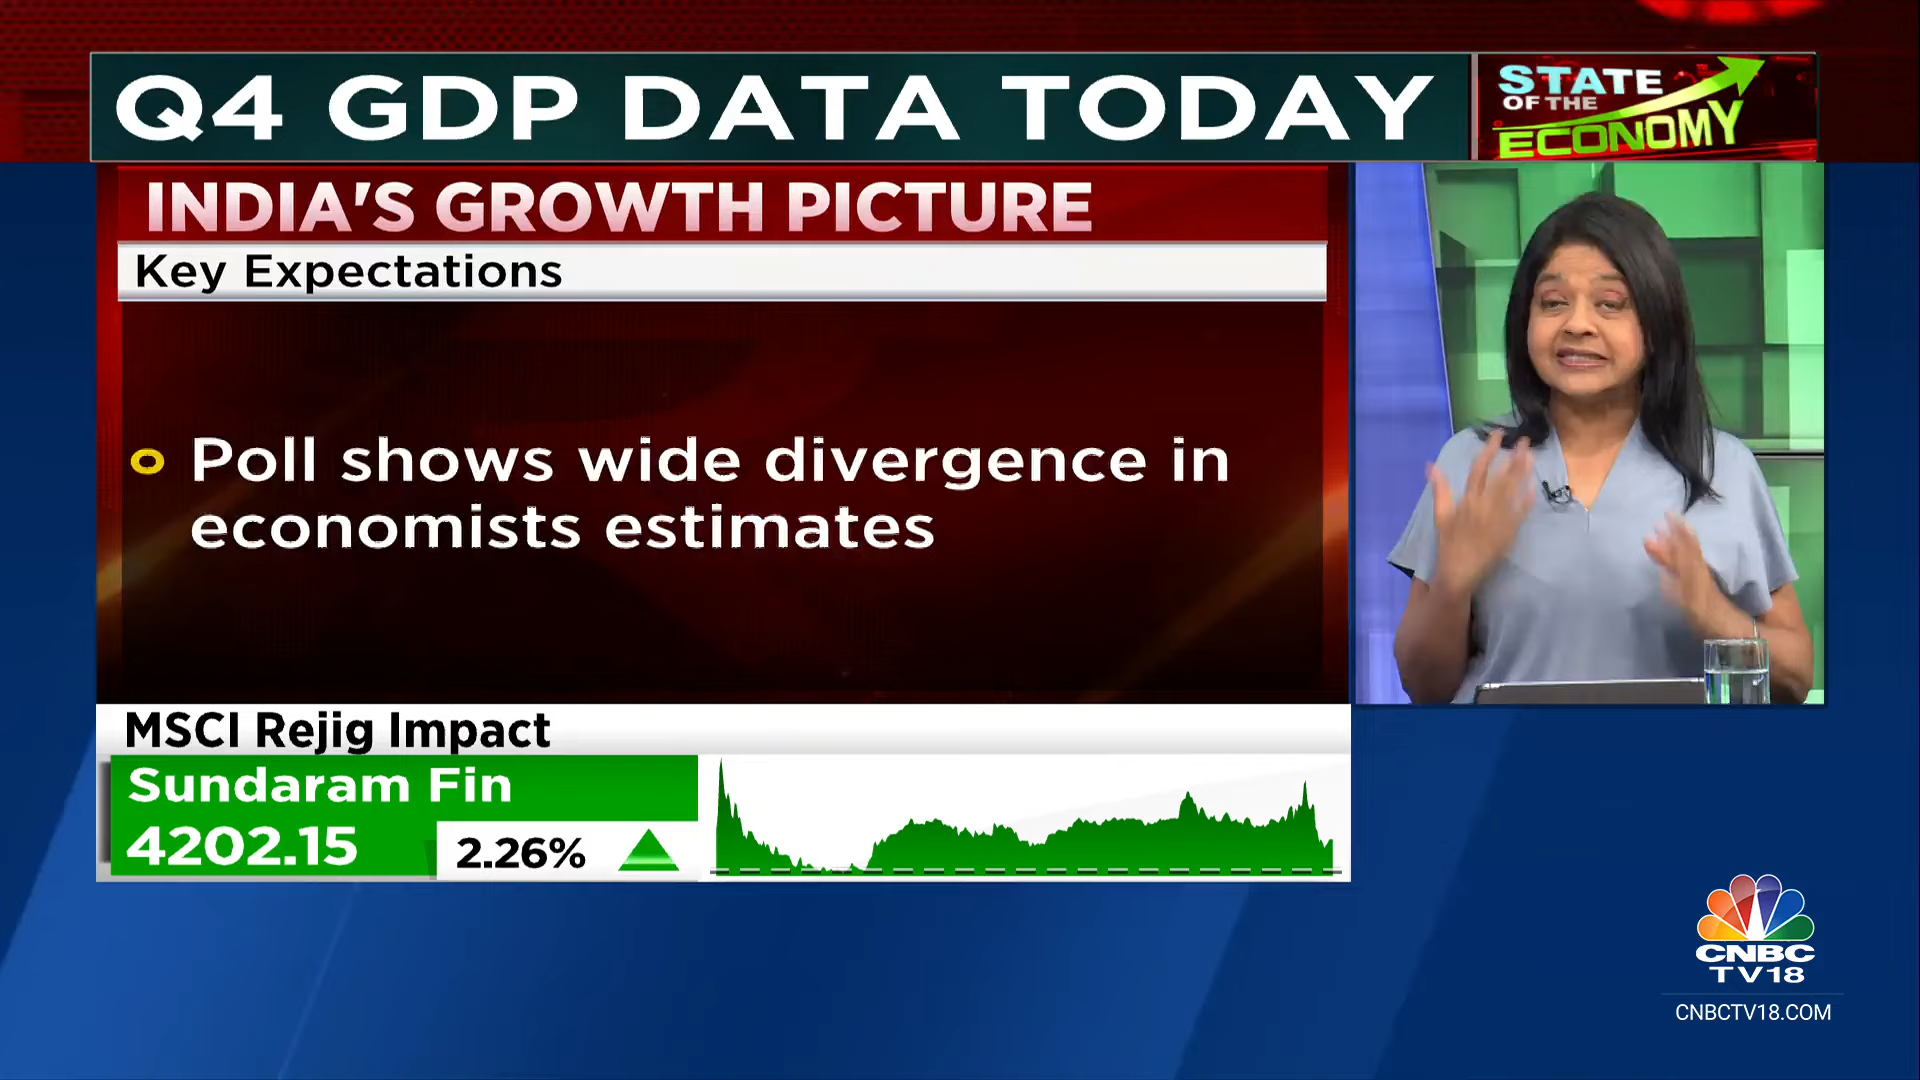 Q4 GDP DATA TODAY
STATE
OF THE
ECONOMY
INDIA'S GROWTH PICTURE
Key Expectations
Poll shows wide divergence in
economists estimates
MSCI Rejig Impact
Sundaram Fin
4202.15
2.26%
CNBC
TV18
CNBCTV18.COM